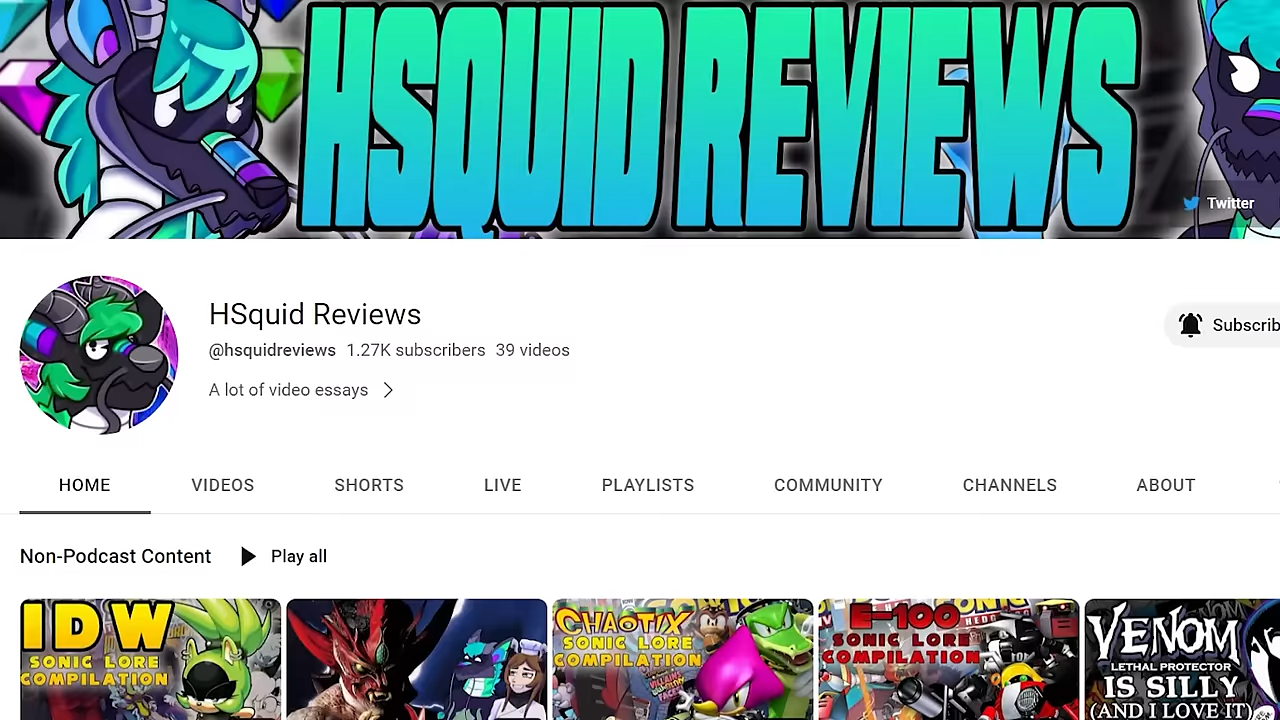 HSQUID REVIEWS
Twitter
HSquid Reviews
@hsquidreviews 1.27K subscribers 39 videos
A lot of video essays
Subscrib
HOME VIDEOS SHORTS LIVE PLAYLISTS COMMUNITY CHANNELS ABOUT
Non-Podcast Content Play all
IDW
SONIC LORE
COMPILATION
CHAOTIX
SONIC LORE
COMPILATION
E-100
SONIC LORE
COMPILATION
VENOM
LETHAL PROTECTOR
IS SILLY
(AND I LOVE IT)